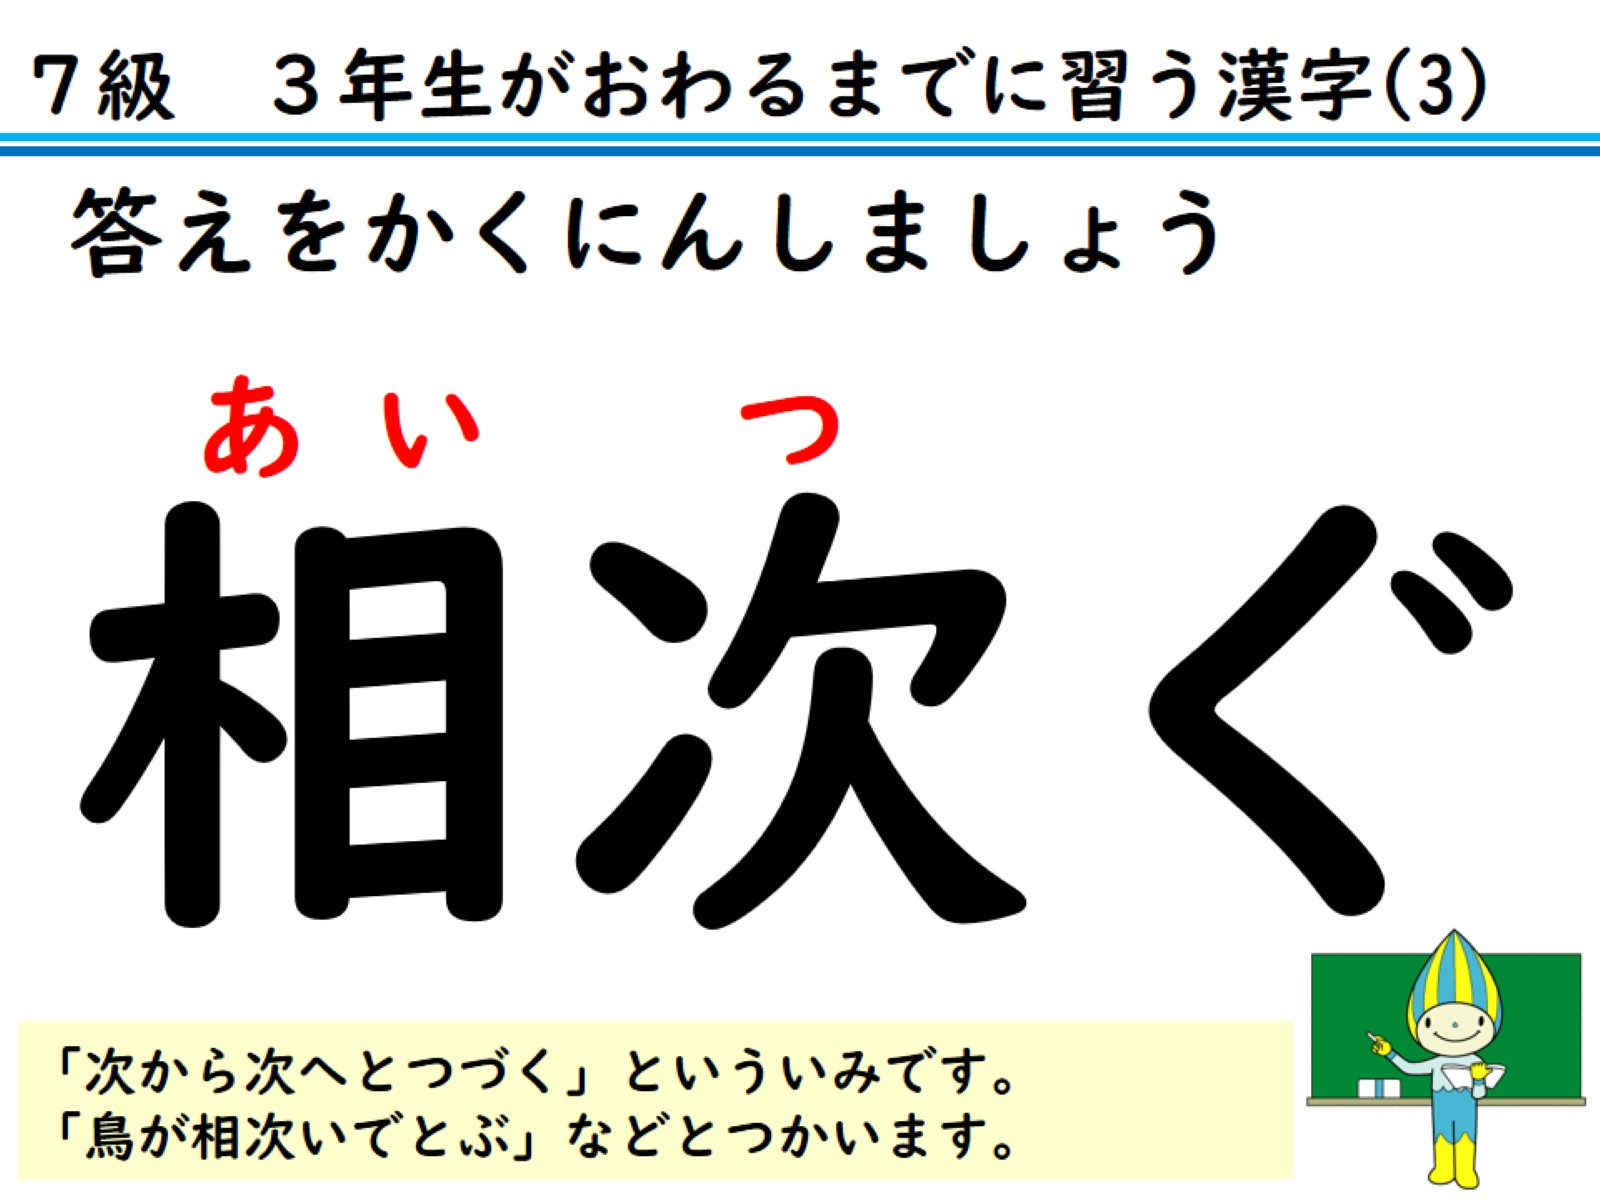 ７級　３年生がおわるまでに習う漢字(3)
答えをかくにんしましょう
あい　つ
相次ぐ
「次から次へとつづく」といういみです。
「鳥が相次いでとぶ」などとつかいます。